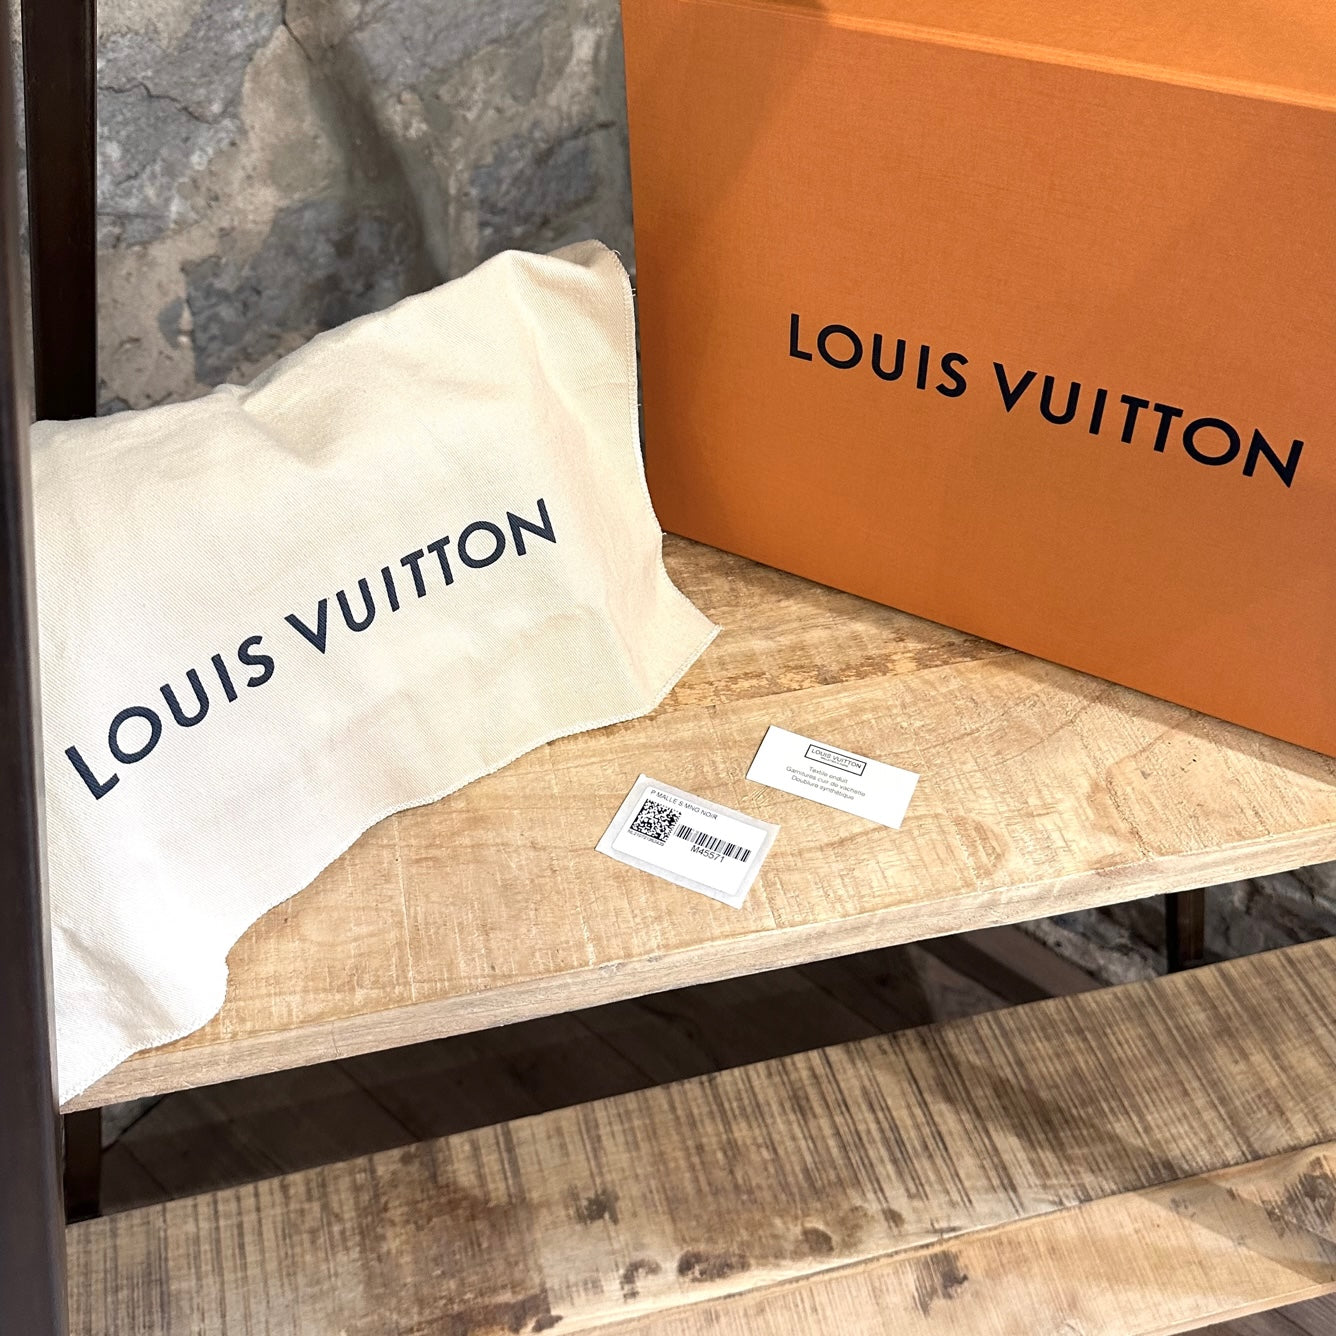 LOUIS VUITTON
LOUIS VUITTON
LOUIS VUITTON
Textile enduit
Garnitures cuir de vachette
Doublure synthétique
P.MALLE S.MNG NOIR
M45571